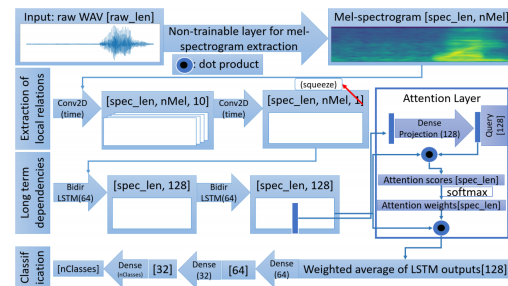 Input: raw WAV [raw_len]
Non-trainable layer for mel-
spectrogram extraction
: dot product
Mel-spectrogram [spec_len, nMel]
Extraction of
local relations
Conv2D
(time)
[spec_len, nMel, 10]
Conv2D
(time)
(squeeze)
[spec_len, nMel, 1]
Attention Layer
Dense
Projection (128)
Query
[128]
Attention scores [spec_len]
softmax
Attention weights[spec_len]
Long term
dependencies
Bidir
LSTM(64)
[spec_len, 128]
Bidir
LSTM(64)
[spec_len, 128]
Classif
ication
[nClasses]
Dense
(nClasses)
[32]
Dense
(32)
[64]
Dense
(64)
Weighted average of LSTM outputs[128]